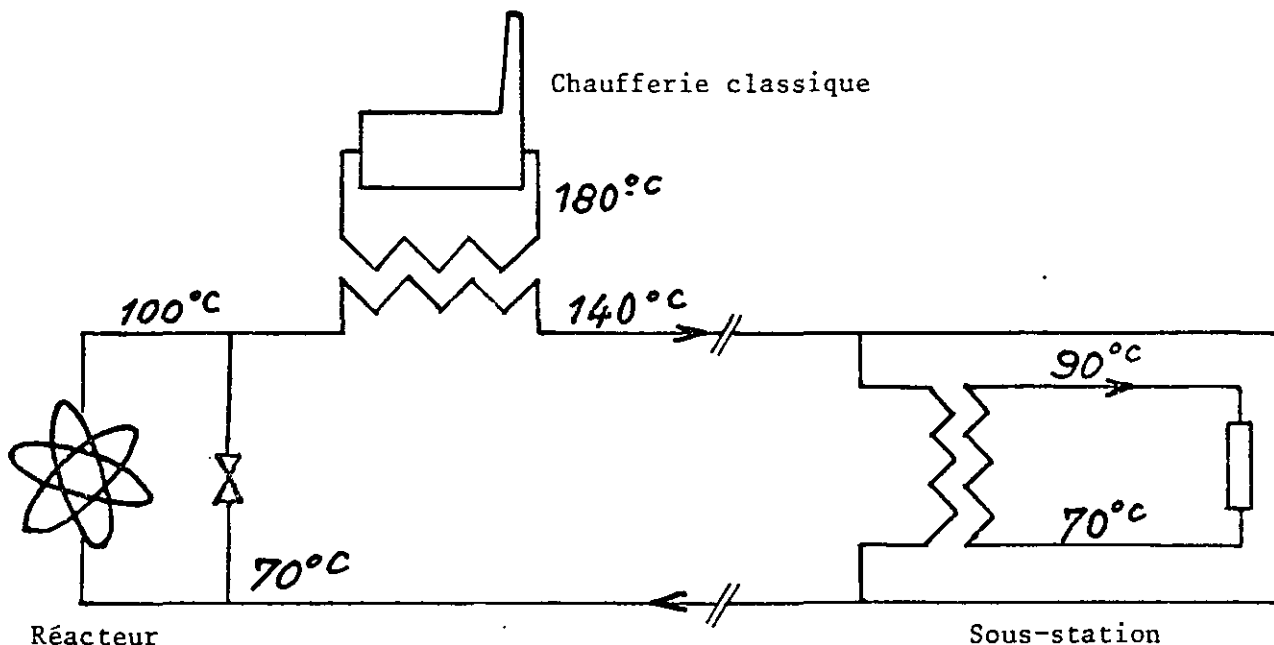 Chaufferie classique
180°C
100°C
140°C
90°C
70°C
70°C
Réacteur
Sous-station